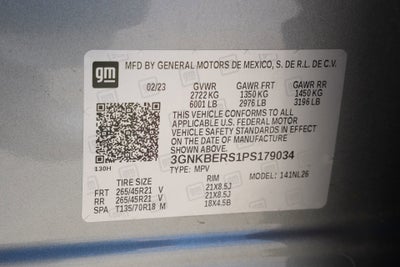 gm
MFD BY GENERAL MOTORS DE MEXICO, S. DE R.L. DE C.V.
02/23 GVWR GAWR FRT GAWR RR
2722 KG 1350 KG 1450 KG
6001 LB 2976 LB 3196 LB
THIS VEHICLE CONFORMS TO ALL
APPLICABLE U.S. FEDERAL MOTOR
VEHICLE SAFETY AND THEFT
PREVENTION STANDARDS IN EFFECT
ON THE DATE OF MANUFACTURE
SHOWN ABOVE.
3GNKBERS1PS179034
130H TYPE: MPV MODEL: 141NL26
TIRE SIZE RIM
FRT 265/45R21 V 21X8.5J
RR 265/45R21 V 21X8.5J
SPA T135/70R18 M 18X4.5B